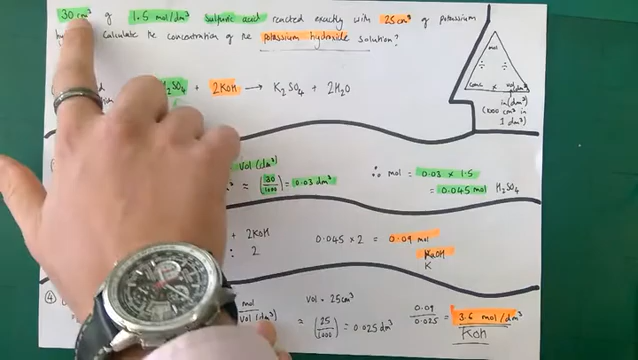 30 cm³ of 1.5 mol/dm³ sulphuric acid reacted exactly with 25 cm³ of potassium
Calculate the concentration of the potassium hydroxide solution?
mol
÷ ÷
conc x vol
in (dm³)
(1000 cm³ in
1 dm³)
H₂SO₄ + 2KOH → K₂SO₄ + 2H₂O
vol (dm³)
≈ (30/1000) = 0.03 dm³
∴ mol = 0.03 x 1.5
= 0.045 mol H₂SO₄
+ 2KOH
: 2
0.045 x 2 = 0.09 mol
K
④
mol
vol (dm³)
vol = 25cm³
= (25/1000) = 0.025 dm³
0.09/0.025 = 3.6 mol/dm³
KOH